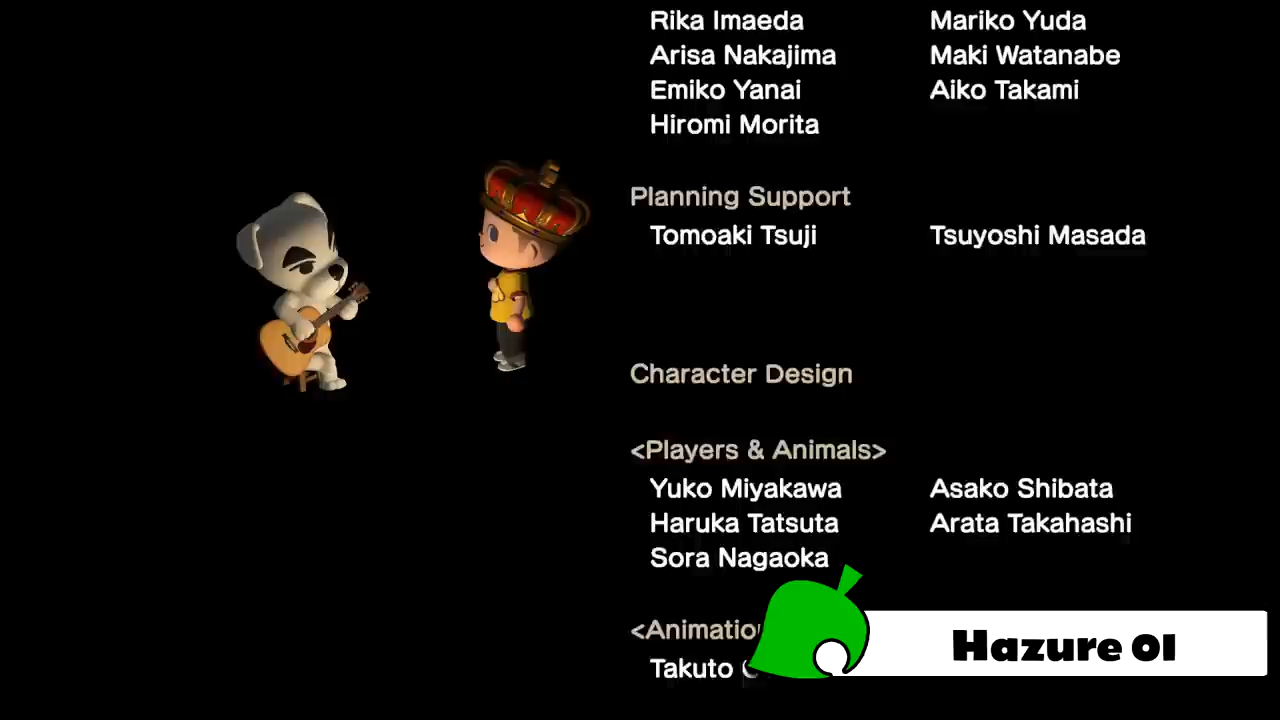 Rika Imaeda Mariko Yuda
Arisa Nakajima Maki Watanabe
Emiko Yanai Aiko Takami
Hiromi Morita
Planning Support
Tomoaki Tsuji Tsuyoshi Masada
Character Design
<Players & Animals>
Yuko Miyakawa Asako Shibata
Haruka Tatsuta Arata Takahashi
Sora Nagaoka
<Animatio
Takuto
Hazure 01